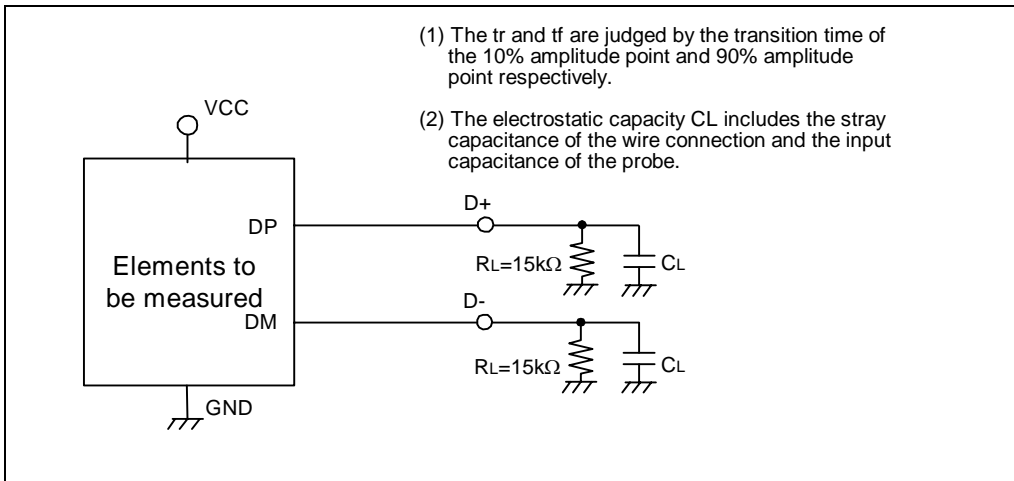 (1) The tr and tf are judged by the transition time of
the 10% amplitude point and 90% amplitude
point respectively.
(2) The electrostatic capacity CL includes the stray
capacitance of the wire connection and the input
capacitance of the probe.
VCC
D+
DP
RL=15kΩ
CL
Elements to
be measured
D-
DM
RL=15kΩ
CL
GND